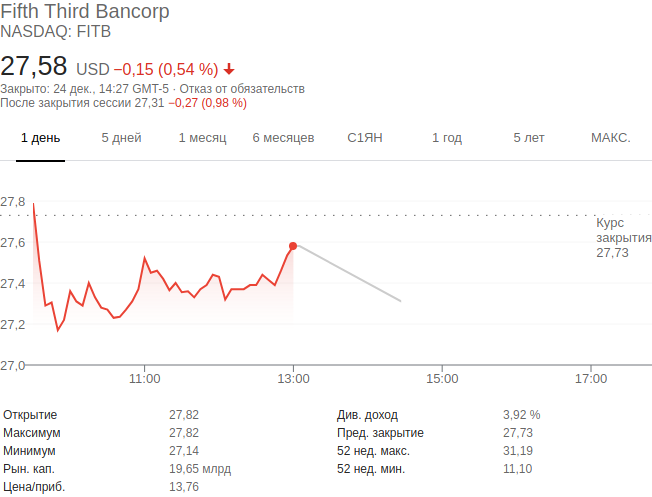 Fifth Third Bancorp
NASDAQ: FITB
27,58 USD −0,15 (0,54 %)
Закрыто: 24 дек., 14:27 GMT-5 · Отказ от обязательств
После закрытия сессии 27,31 −0,27 (0,98 %)
1 день 5 дней 1 месяц 6 месяцев С1ЯН 1 год 5 лет МАКС.
27,8
Курс
закрытия
27,73
27,6
27,4
27,2
27,0
11:00 13:00 15:00 17:00
Открытие 27,82 Див. доход 3,92 %
Максимум 27,82 Пред. закрытие 27,73
Минимум 27,14 52 нед. макс. 31,19
Рын. кап. 19,65 млрд 52 нед. мин. 11,10
Цена/приб. 13,76